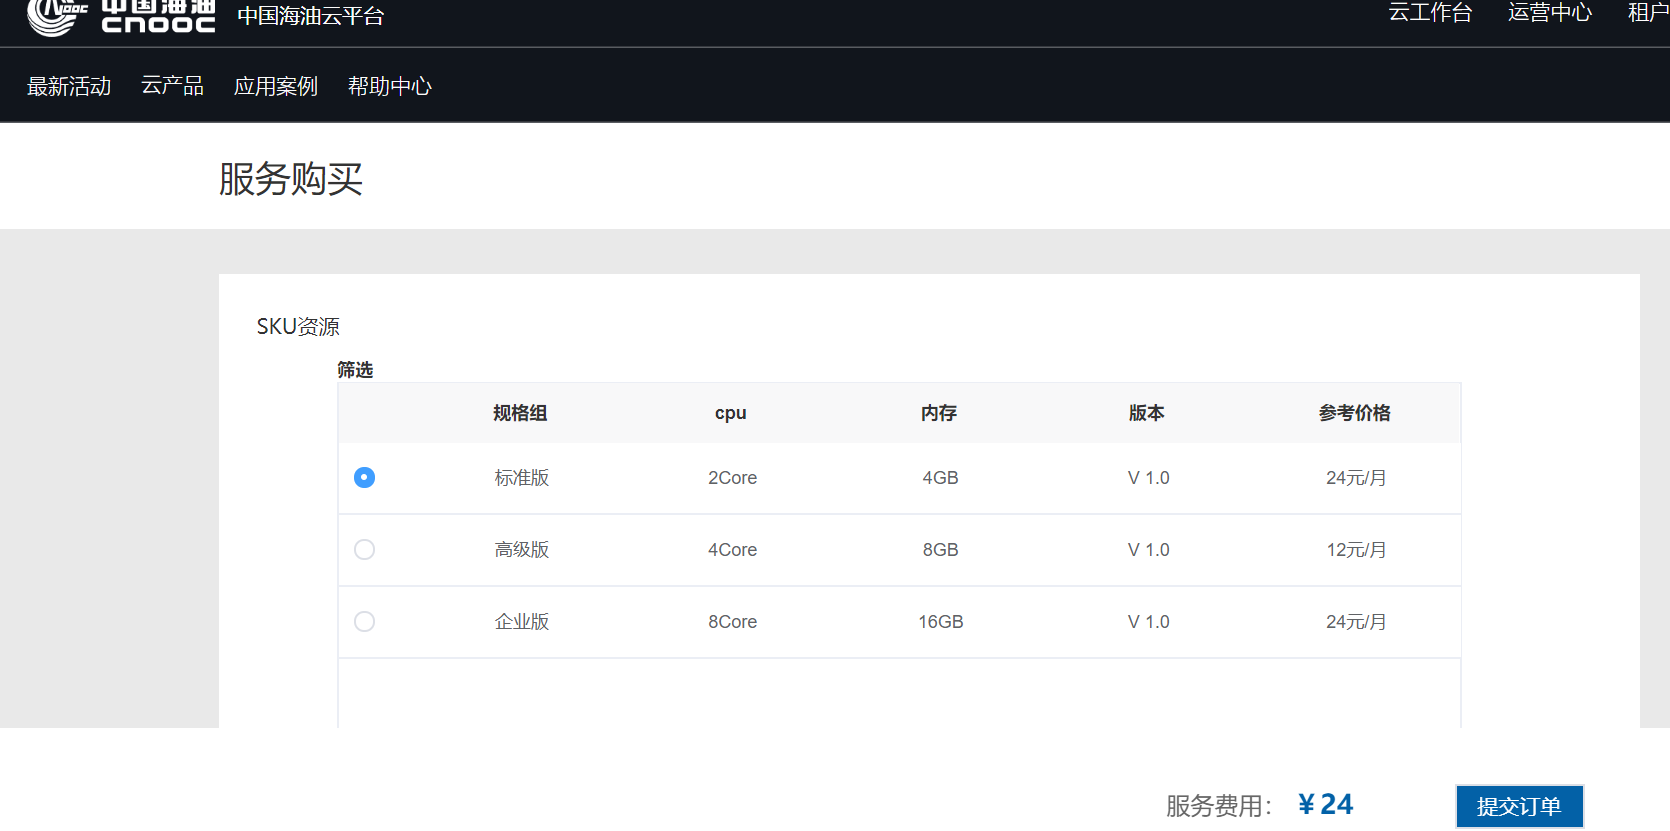 中国海油 中国海油云平台 云工作台 运营中心 租户
cnooc
最新活动 云产品 应用案例 帮助中心
服务购买
SKU资源
筛选
规格组 cpu 内存 版本 参考价格
标准版 2Core 4GB V 1.0 24元/月
高级版 4Core 8GB V 1.0 12元/月
企业版 8Core 16GB V 1.0 24元/月
服务费用： ¥24 提交订单